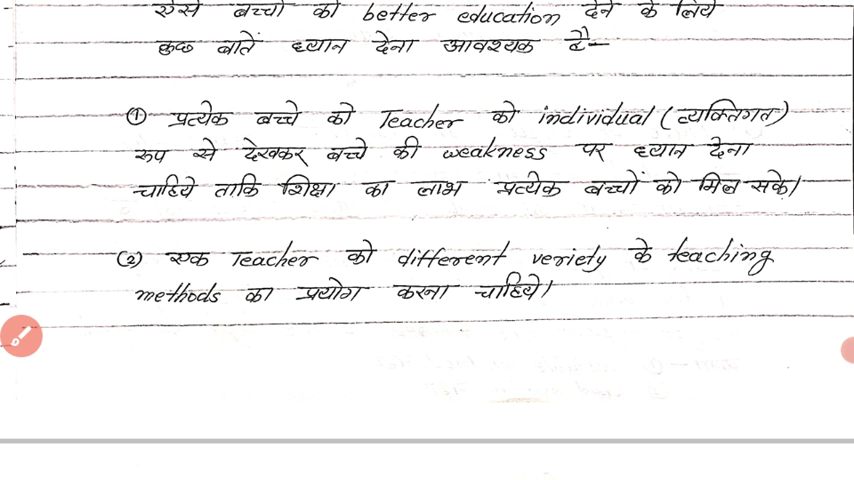 ऐसे बच्चों को better education देने के लिये
कुछ बातें ध्यान देना आवश्यक है-
① प्रत्येक बच्चे को Teacher को individual (व्यक्तिगत)
रूप से देखकर बच्चे की weakness पर ध्यान देना
चाहिये ताकि शिक्षा का लाभ प्रत्येक बच्चों को मिल सके।
(2) एक Teacher को different veriety के teaching
methods का प्रयोग करना चाहिये।